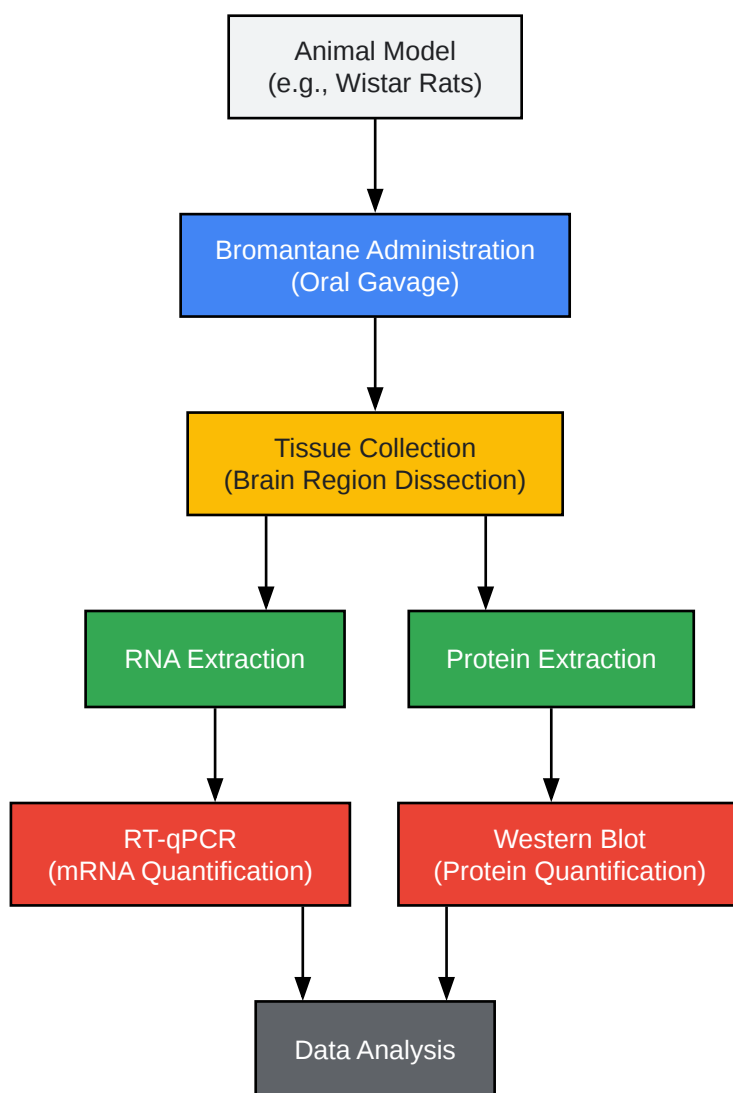 Animal Model
(e.g., Wistar Rats)
Bromantane Administration
(Oral Gavage)
Tissue Collection
(Brain Region Dissection)
RNA Extraction
Protein Extraction
RT-qPCR
(mRNA Quantification)
Western Blot
(Protein Quantification)
Data Analysis